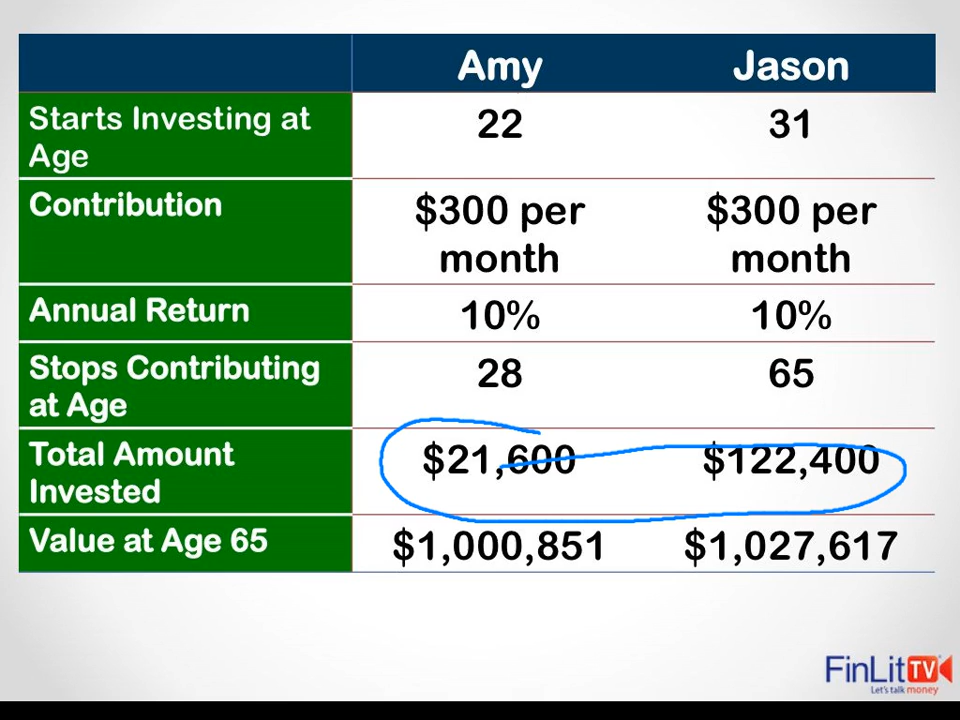 Amy Jason
Starts Investing at
Age
22 31
Contribution
$300 per
month
$300 per
month
Annual Return
10% 10%
Stops Contributing
at Age
28 65
Total Amount
Invested
$21,600 $122,400
Value at Age 65
$1,000,851 $1,027,617
FinLit TV
Let's talk money